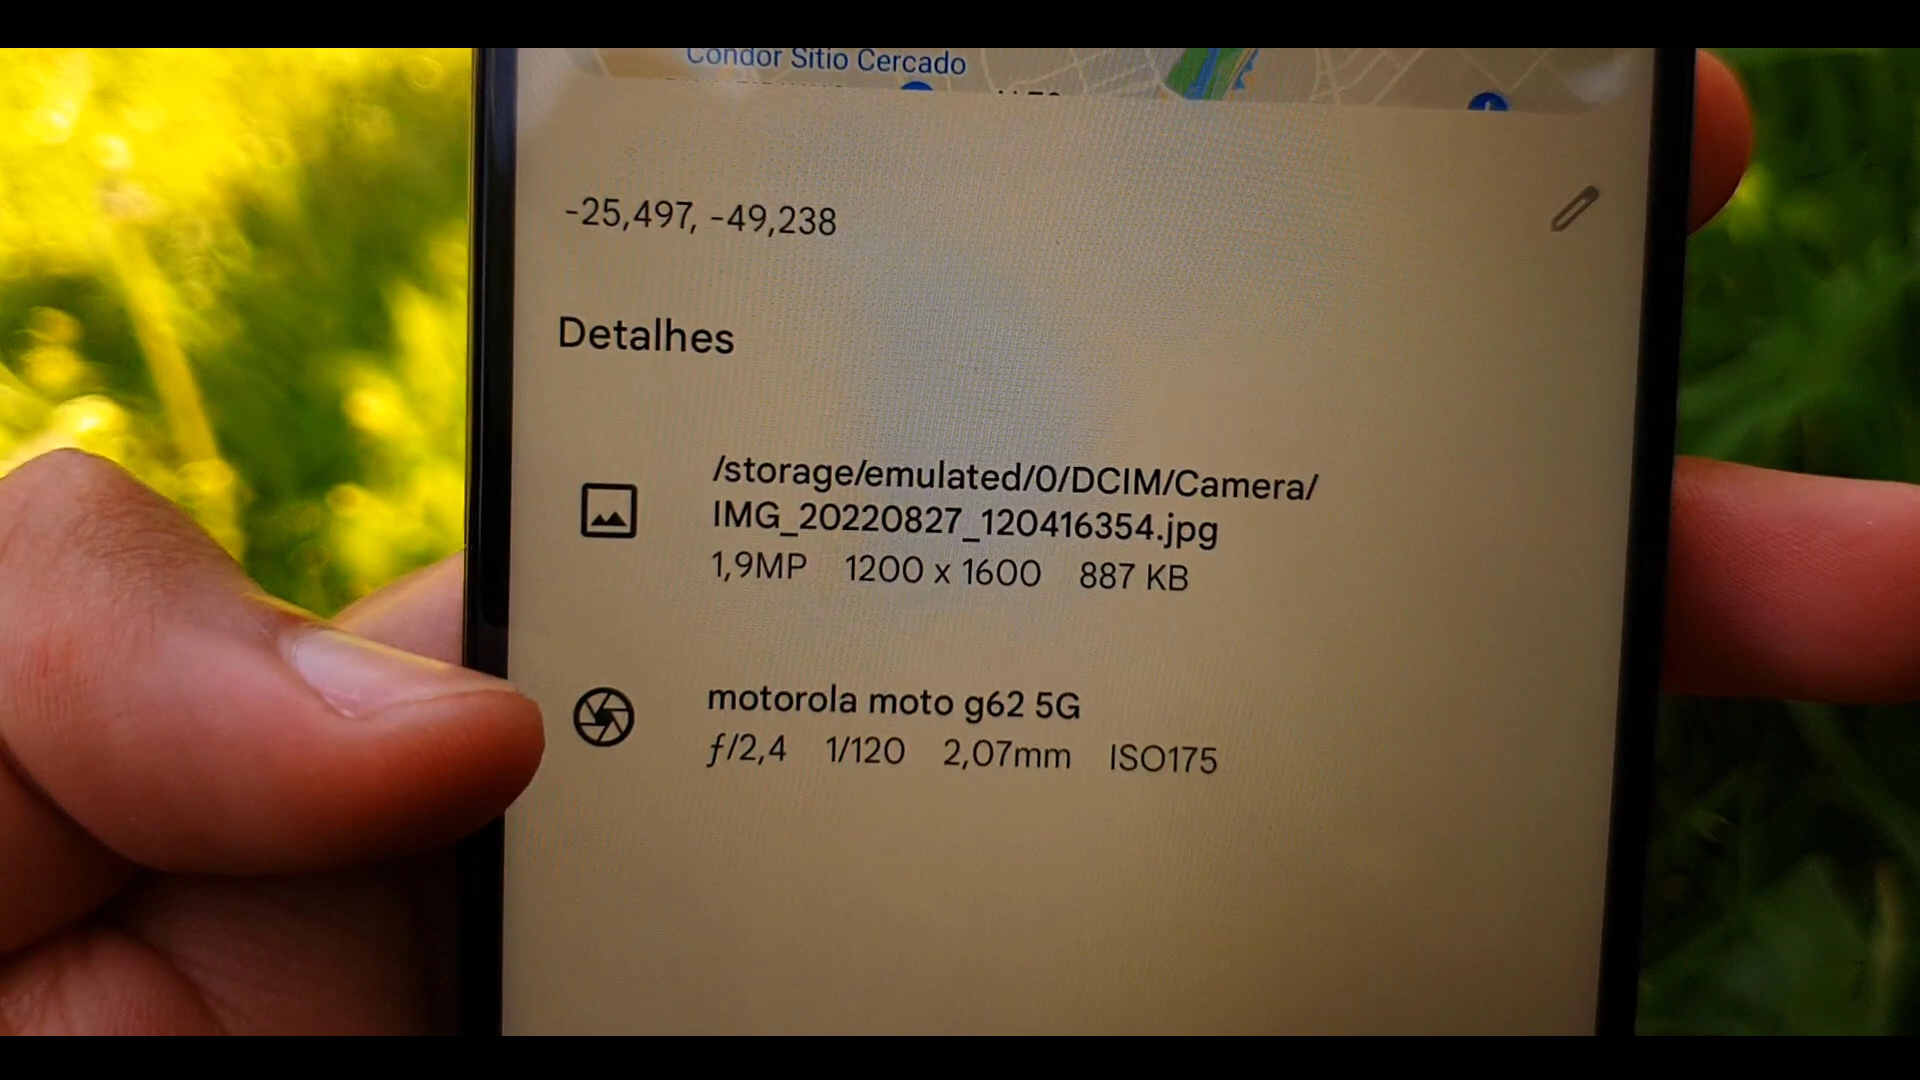 Condor Sitio Cercado
-25,497, -49,238
Detalhes
/storage/emulated/0/DCIM/Camera/
IMG_20220827_120416354.jpg
1,9MP 1200 x 1600 887 KB
motorola moto g62 5G
ƒ/2,4 1/120 2,07mm ISO175